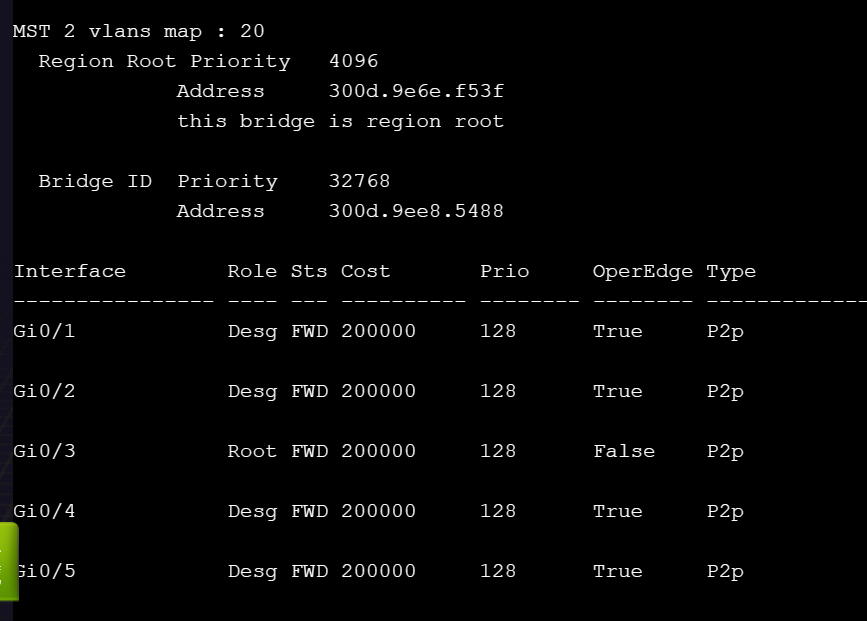 MST 2 vlans map : 20
Region Root Priority 4096
Address 300d.9e6e.f53f
this bridge is region root
Bridge ID Priority 32768
Address 300d.9ee8.5488
Interface Role Sts Cost Prio OperEdge Type
---------------- ---- --- ---------- -------- -------- -------------
Gi0/1 Desg FWD 200000 128 True P2p
Gi0/2 Desg FWD 200000 128 True P2p
Gi0/3 Root FWD 200000 128 False P2p
Gi0/4 Desg FWD 200000 128 True P2p
Gi0/5 Desg FWD 200000 128 True P2p